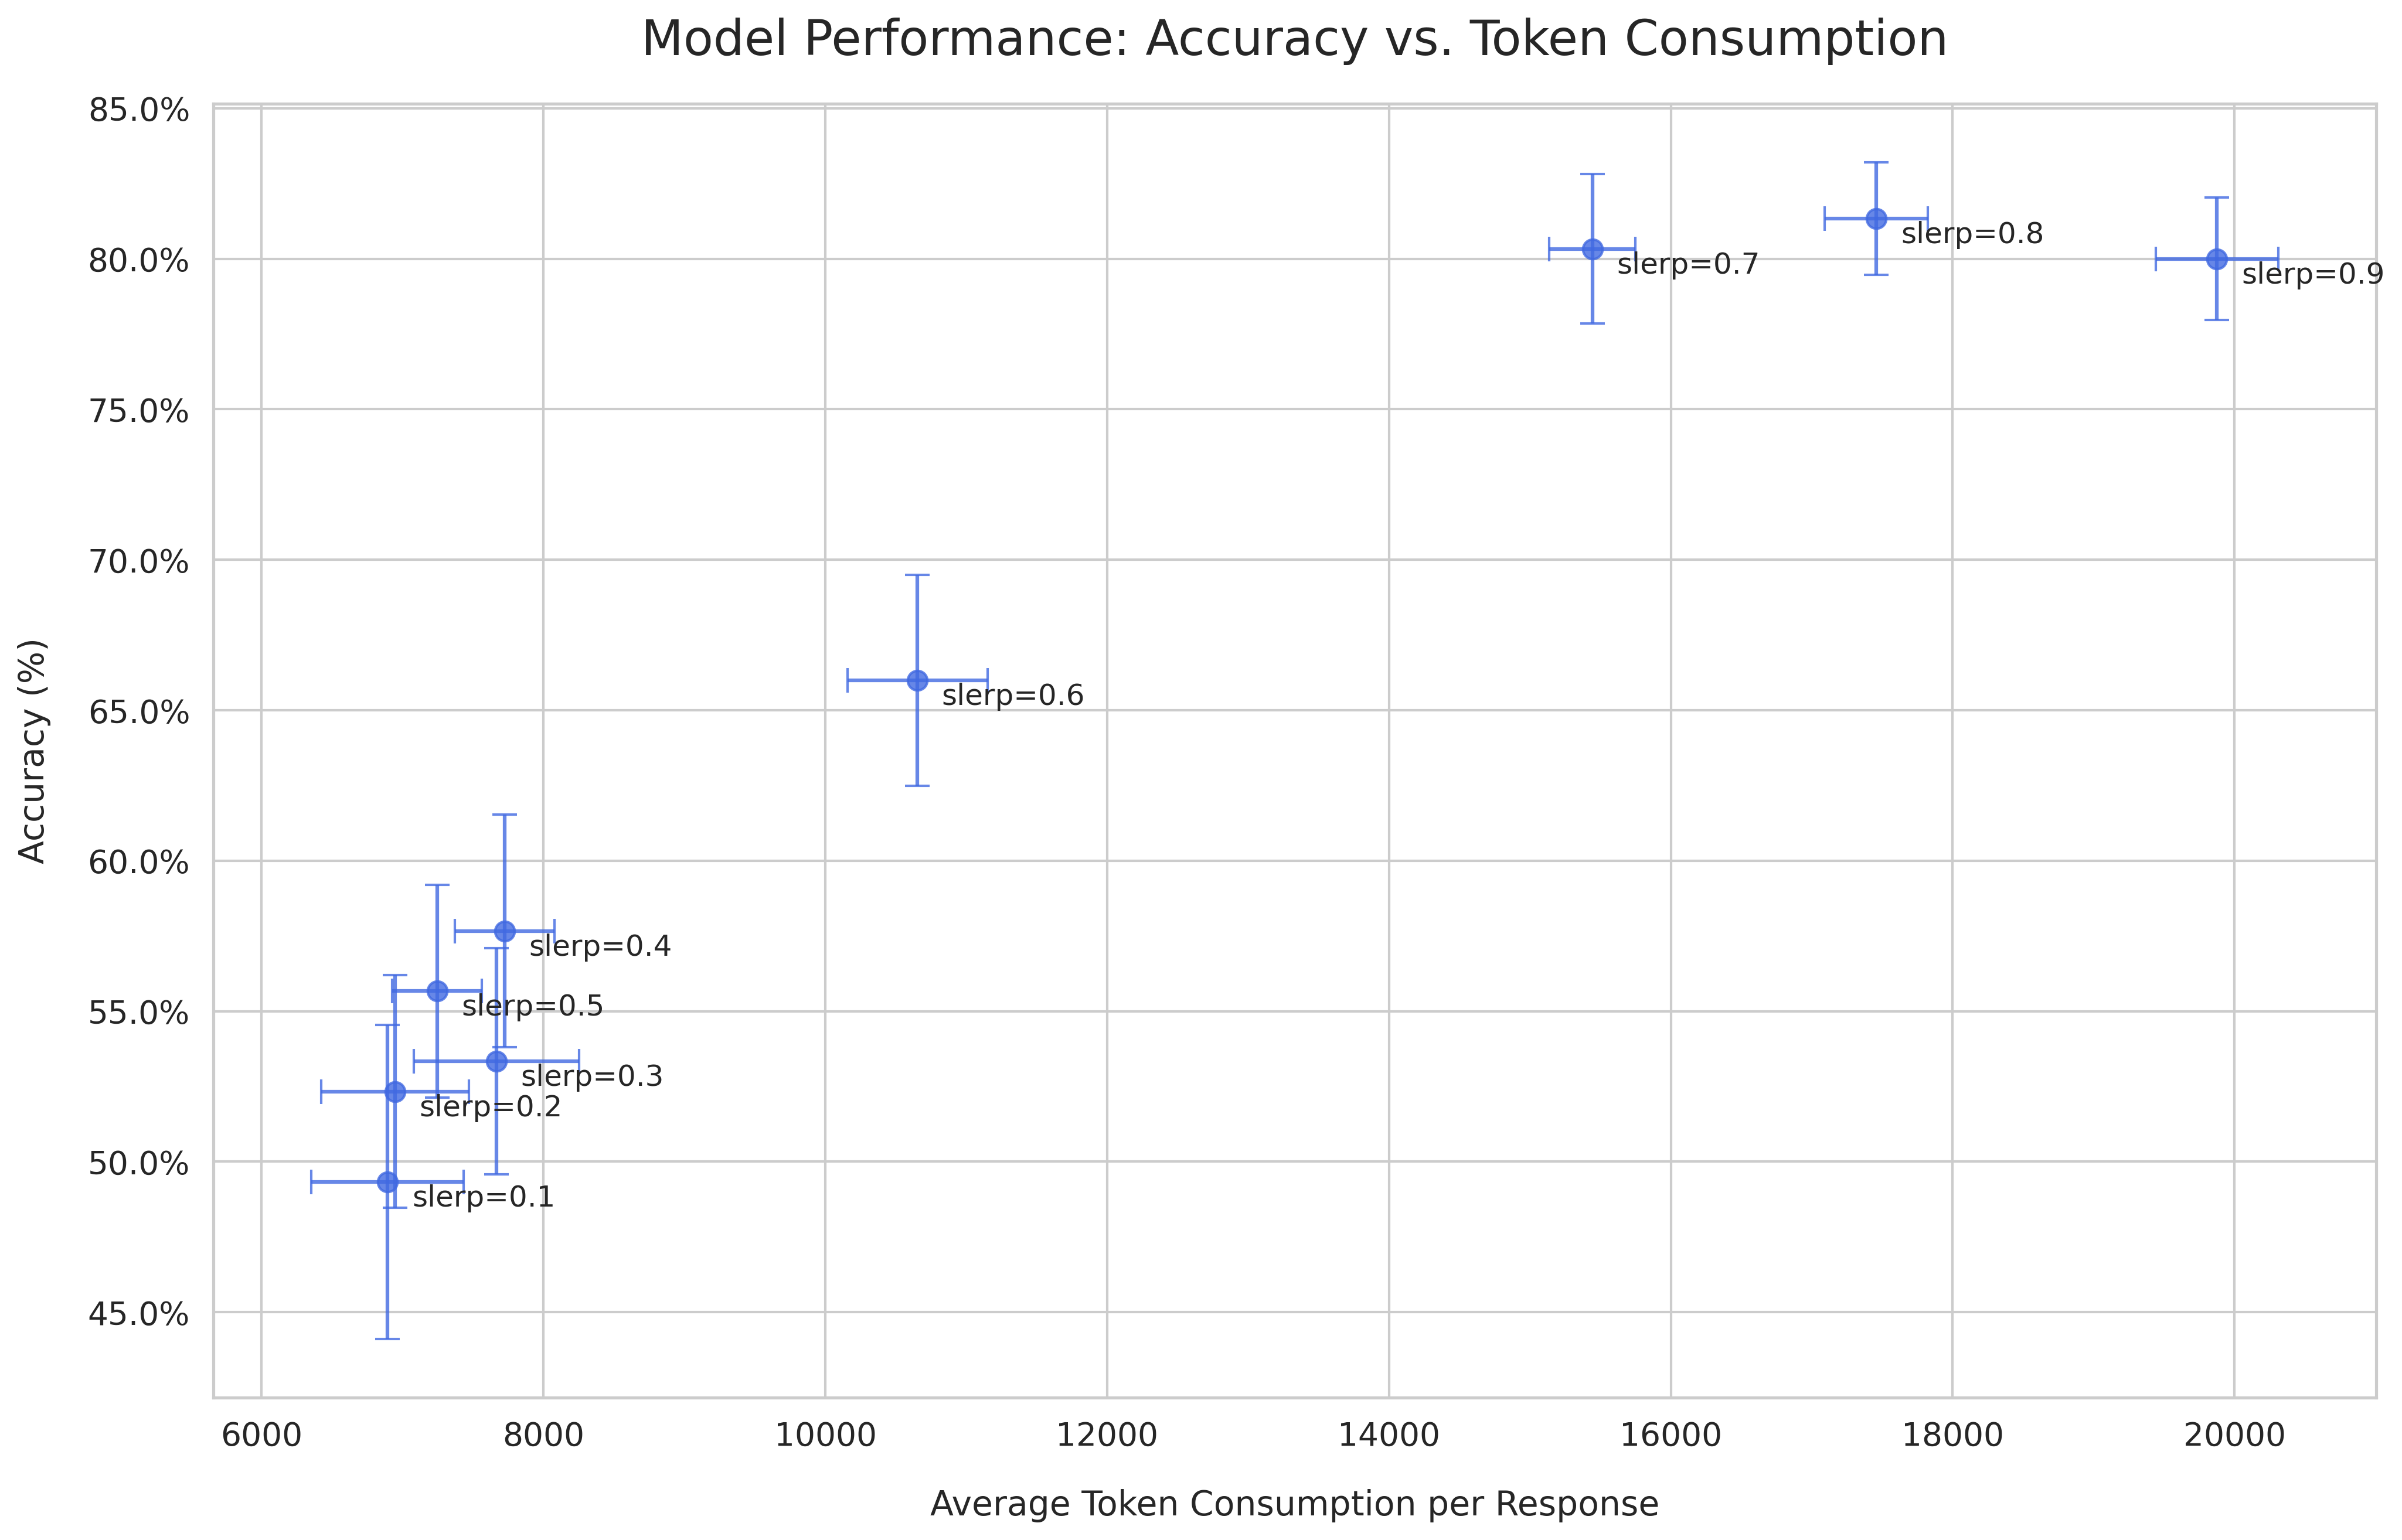 Model Performance: Accuracy vs. Token Consumption
85.0%
80.0%
75.0%
70.0%
65.0%
60.0%
55.0%
50.0%
45.0%
Accuracy (%)
slerp=0.8
slerp=0.7
slerp=0.9
slerp=0.6
slerp=0.4
slerp=0.5
slerp=0.3
slerp=0.2
slerp=0.1
6000 8000 10000 12000 14000 16000 18000 20000
Average Token Consumption per Response